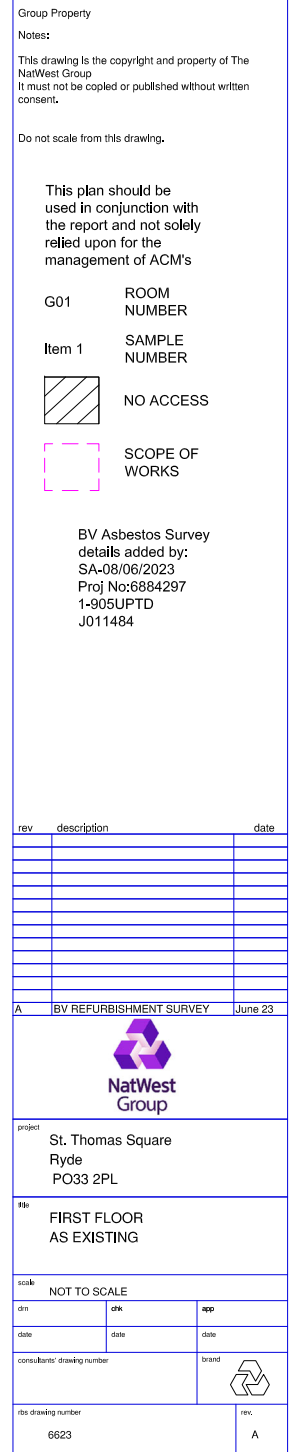 Group Property
Notes:
This drawing is the copyright and property of The
NatWest Group
It must not be copied or published without written
consent.
Do not scale from this drawing.
This plan should be
used in conjunction with
the report and not solely
relied upon for the
management of ACM's
G01 ROOM
NUMBER
Item 1 SAMPLE
NUMBER
NO ACCESS
SCOPE OF
WORKS
BV Asbestos Survey
details added by:
SA-08/06/2023
Proj No:6884297
1-905UPTD
J011484
rev description date
A BV REFURBISHMENT SURVEY June 23
NatWest
Group
project
St. Thomas Square
Ryde
PO33 2PL
title
FIRST FLOOR
AS EXISTING
scale
NOT TO SCALE
drn chk app
date date date
consultants' drawing number brand
rbs drawing number rev.
6623 A